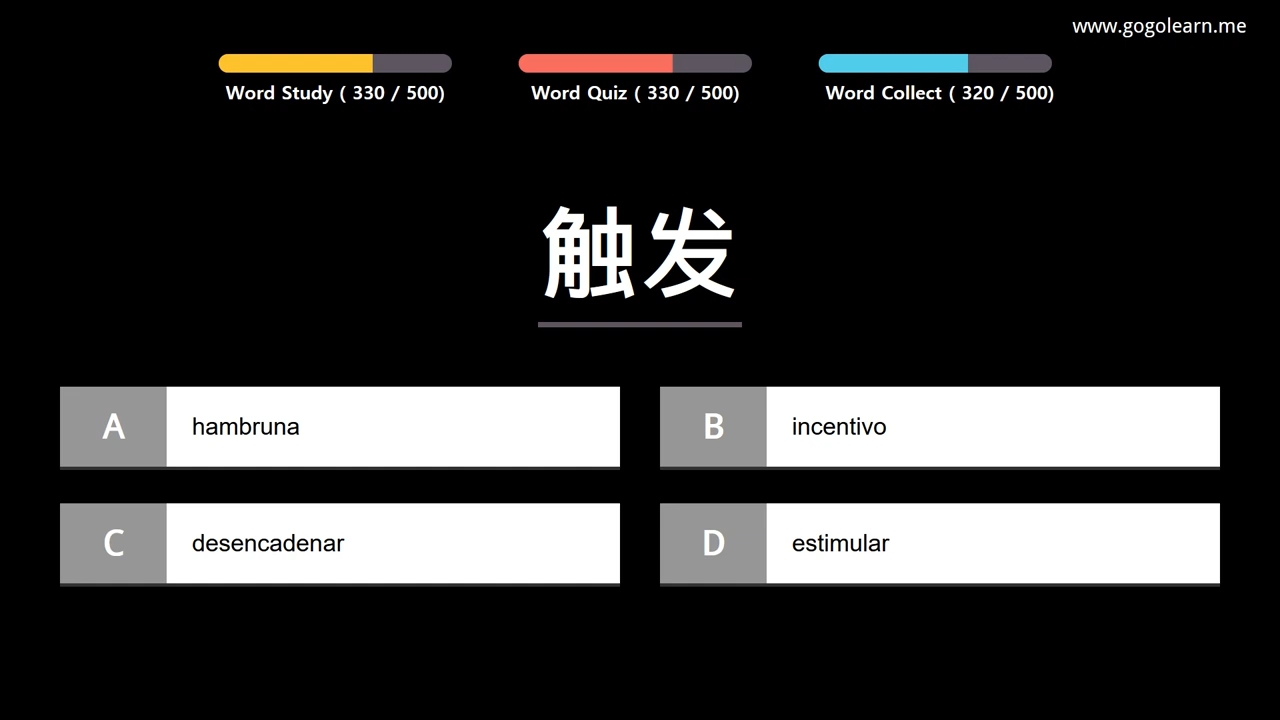 www.gogolearn.me
Word Study ( 330 / 500)
Word Quiz ( 330 / 500)
Word Collect ( 320 / 500)
触发
A hambruna
B incentivo
C desencadenar
D estimular